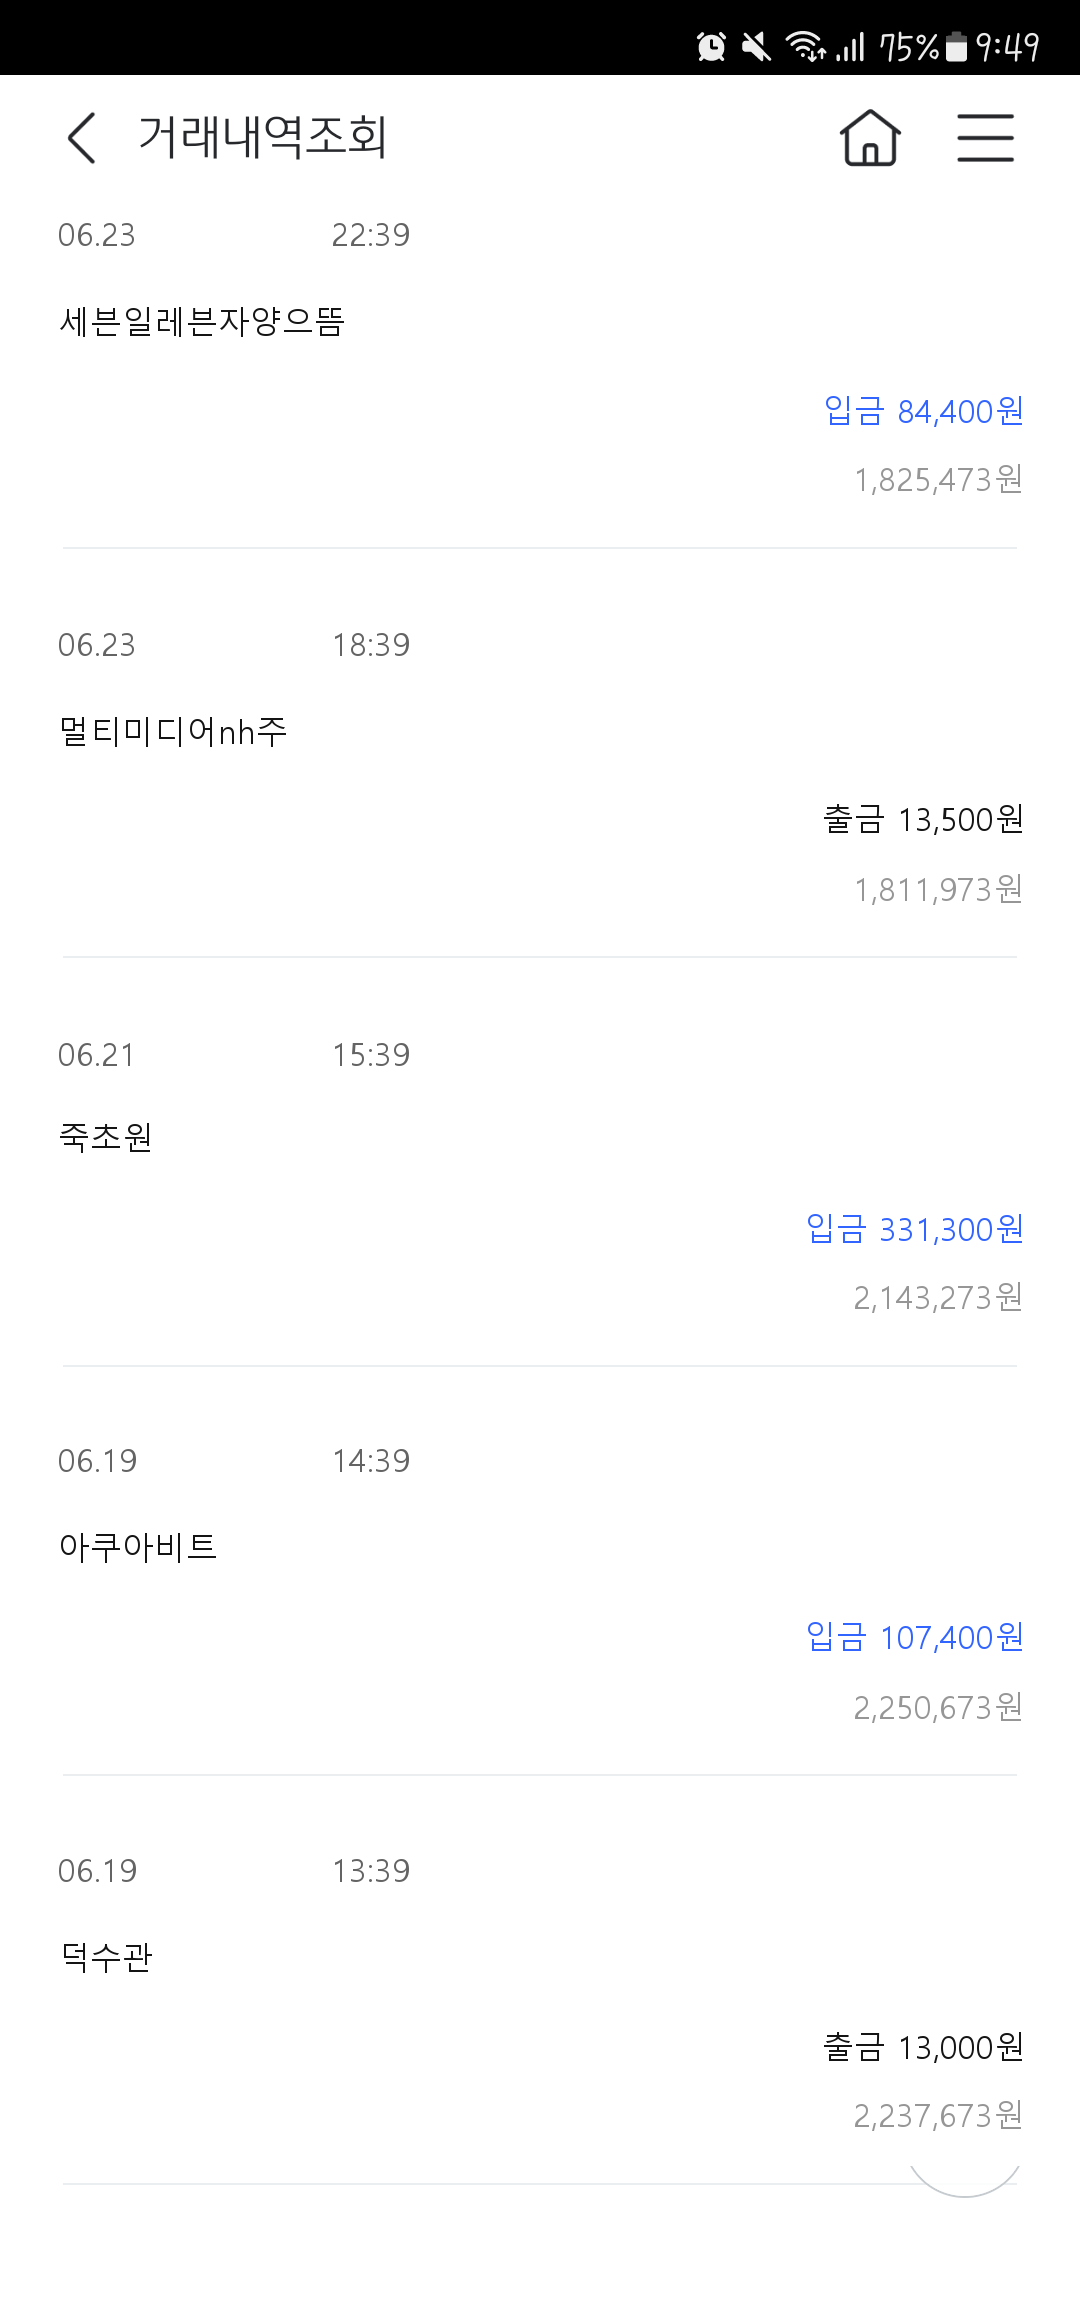 75% 9:49
거래내역조회
06.23 22:39
세븐일레븐자양으뜸
입금 84,400원
1,825,473원
06.23 18:39
멀티미디어nh주
출금 13,500원
1,811,973원
06.21 15:39
죽초원
입금 331,300원
2,143,273원
06.19 14:39
아쿠아비트
입금 107,400원
2,250,673원
06.19 13:39
덕수관
출금 13,000원
2,237,673원